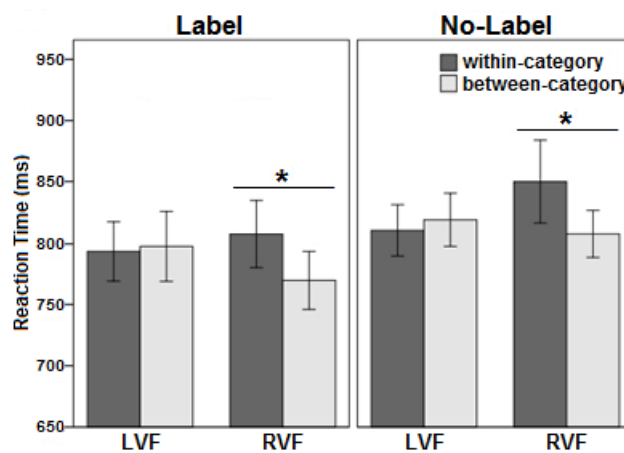 Label
No-Label
within-category
between-category
*
*
Reaction Time (ms)
950
900
850
800
750
700
650
LVF
RVF
LVF
RVF